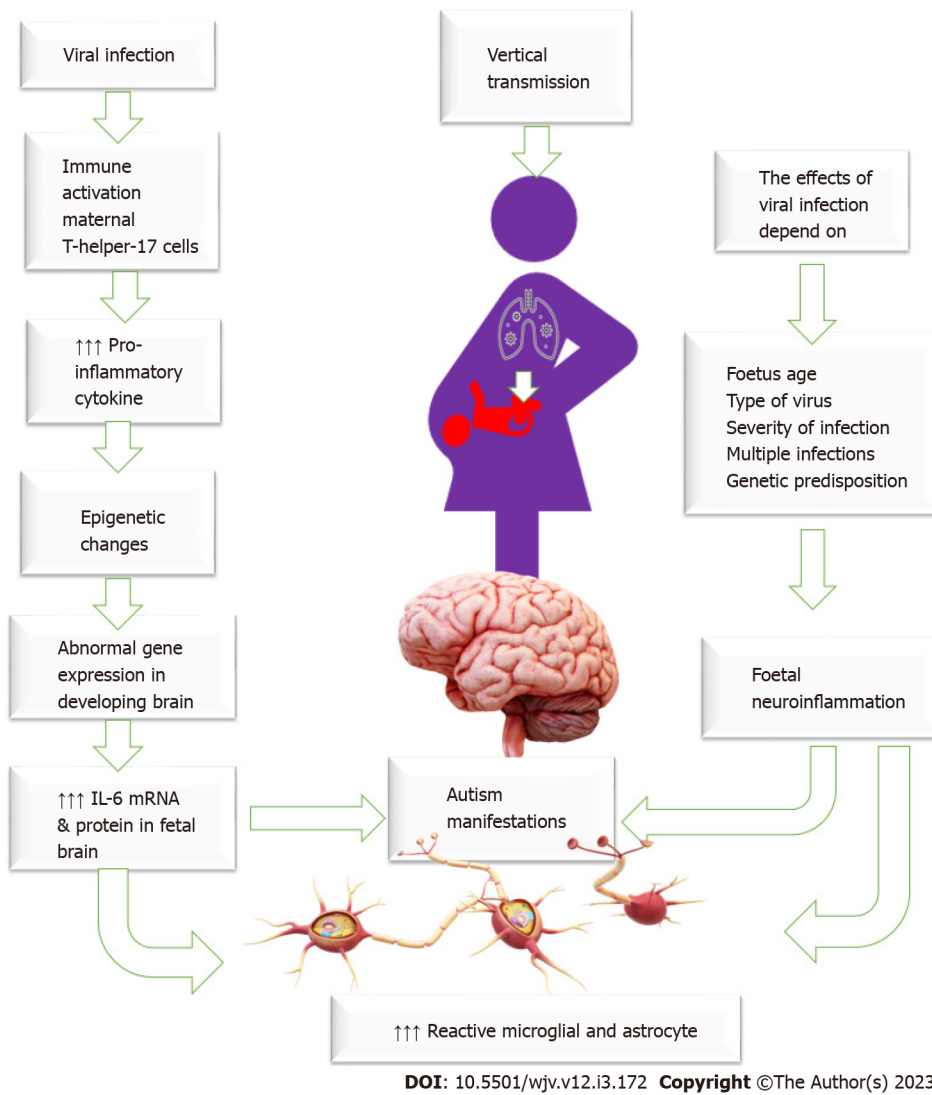 Viral infection
Immune
activation
maternal
T-helper-17 cells
↑↑↑ Pro-
inflammatory
cytokine
Epigenetic
changes
Abnormal gene
expression in
developing brain
↑↑↑ IL-6 mRNA
& protein in fetal
brain
Vertical
transmission
Autism
manifestations
The effects of
viral infection
depend on
Foetus age
Type of virus
Severity of infection
Multiple infections
Genetic predisposition
Foetal
neuroinflammation
↑↑↑ Reactive microglial and astrocyte
DOI: 10.5501/wjv.v12.i3.172 Copyright ©The Author(s) 2023